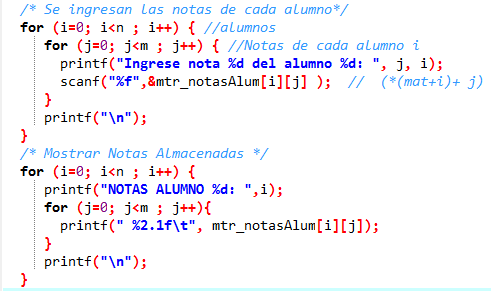 /* Se ingresan las notas de cada alumno*/
for (i=0; i<n ; i++) { //alumnos
for (j=0; j<m ; j++) { //Notas de cada alumno i
printf("Ingrese nota %d del alumno %d: ", j, i);
scanf("%f",&mtr_notasAlum[i][j] ); // (*(mat+i)+ j)
}
printf("\n");
}
/* Mostrar Notas Almacenadas */
for (i=0; i<n ; i++) {
printf("NOTAS ALUMNO %d: ",i);
for (j=0; j<m ; j++){
printf(" %2.1f\t", mtr_notasAlum[i][j]);
}
printf("\n");
}